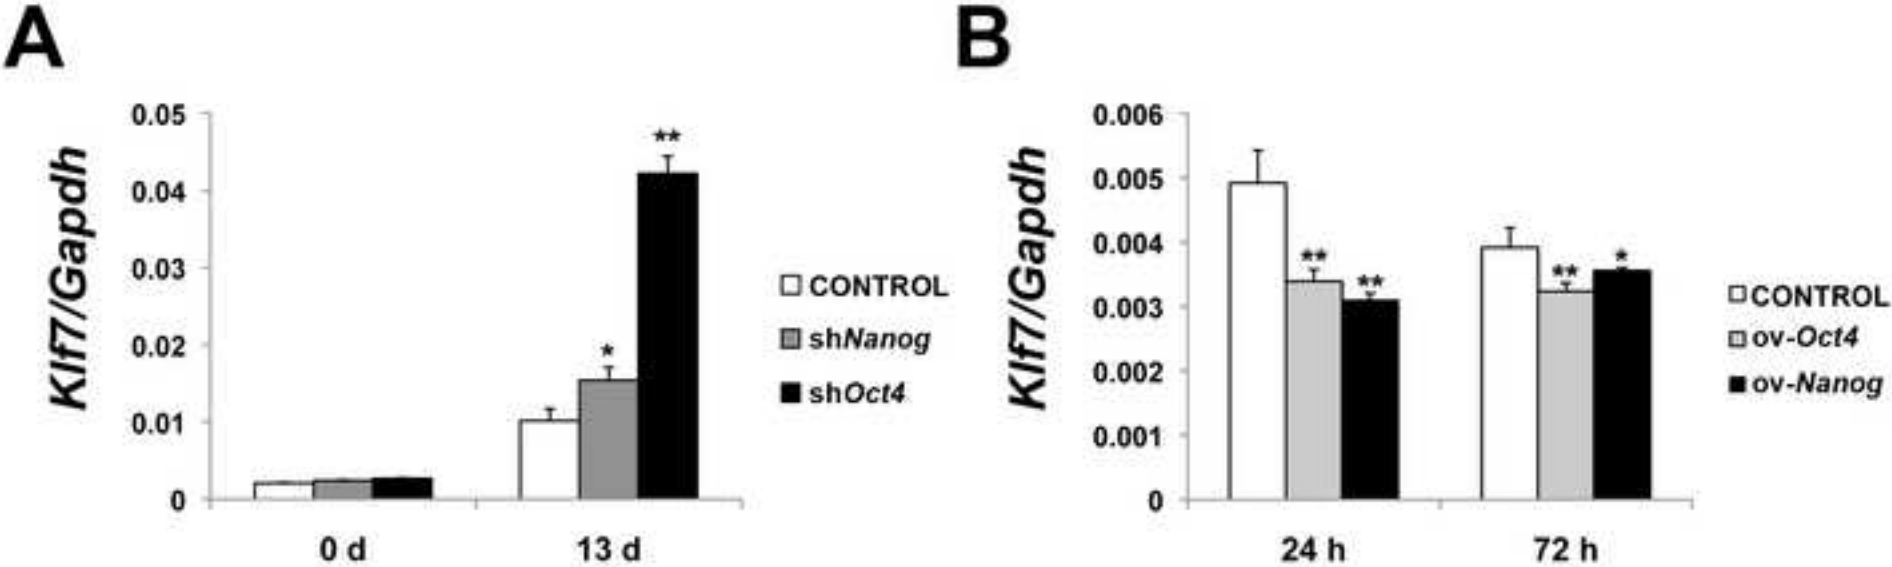 A
Klf7/Gapdh
0.05
0.04
0.03
0.02
0.01
0
**
*
0 d
13 d
CONTROL
shNanog
shOct4
B
Klf7/Gapdh
0.006
0.005
0.004
0.003
0.002
0.001
0
**
**
**
*
24 h
72 h
CONTROL
ov-Oct4
ov-Nanog